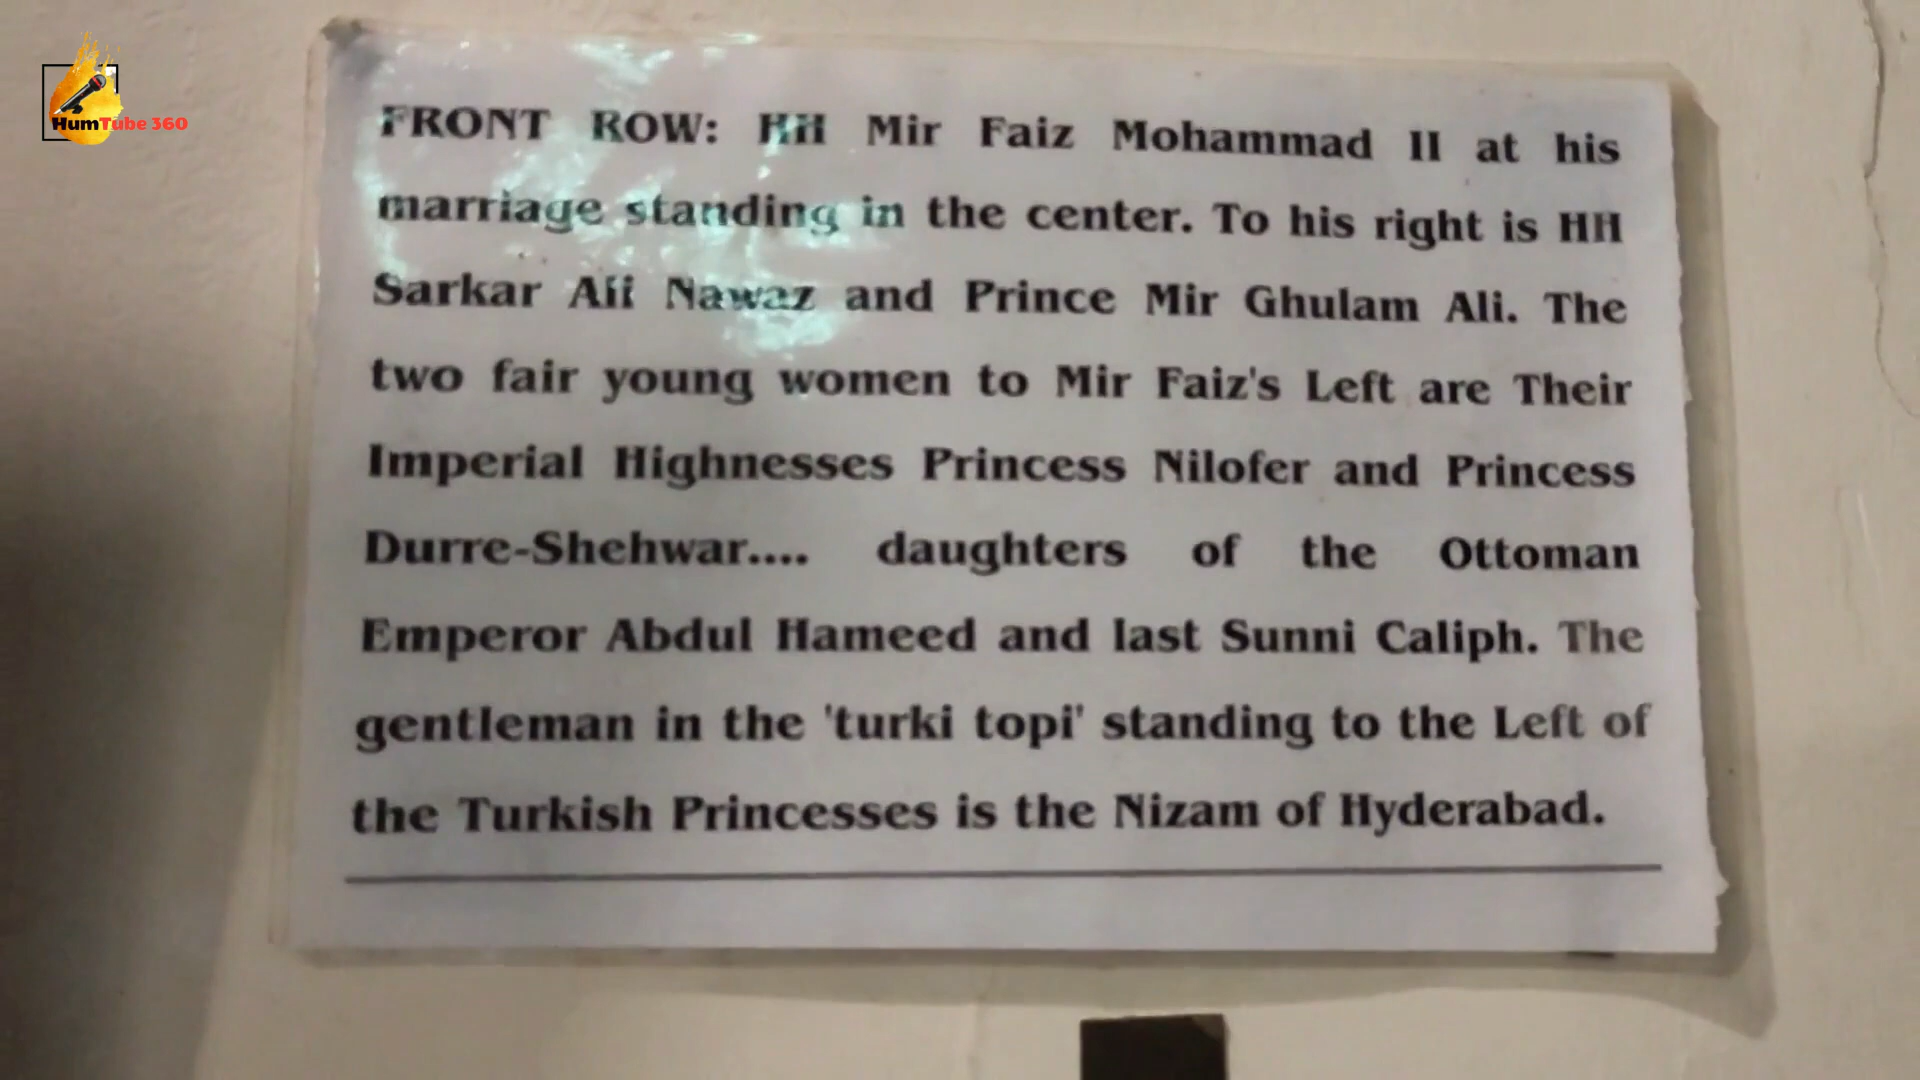 HumTube 360
FRONT ROW: HH Mir Faiz Mohammad II at his
marriage standing in the center. To his right is HH
Sarkar Ali Nawaz and Prince Mir Ghulam Ali. The
two fair young women to Mir Faiz's Left are Their
Imperial Highnesses Princess Nilofer and Princess
Durre-Shehwar.... daughters of the Ottoman
Emperor Abdul Hameed and last Sunni Caliph. The
gentleman in the 'turki topi' standing to the Left of
the Turkish Princesses is the Nizam of Hyderabad.